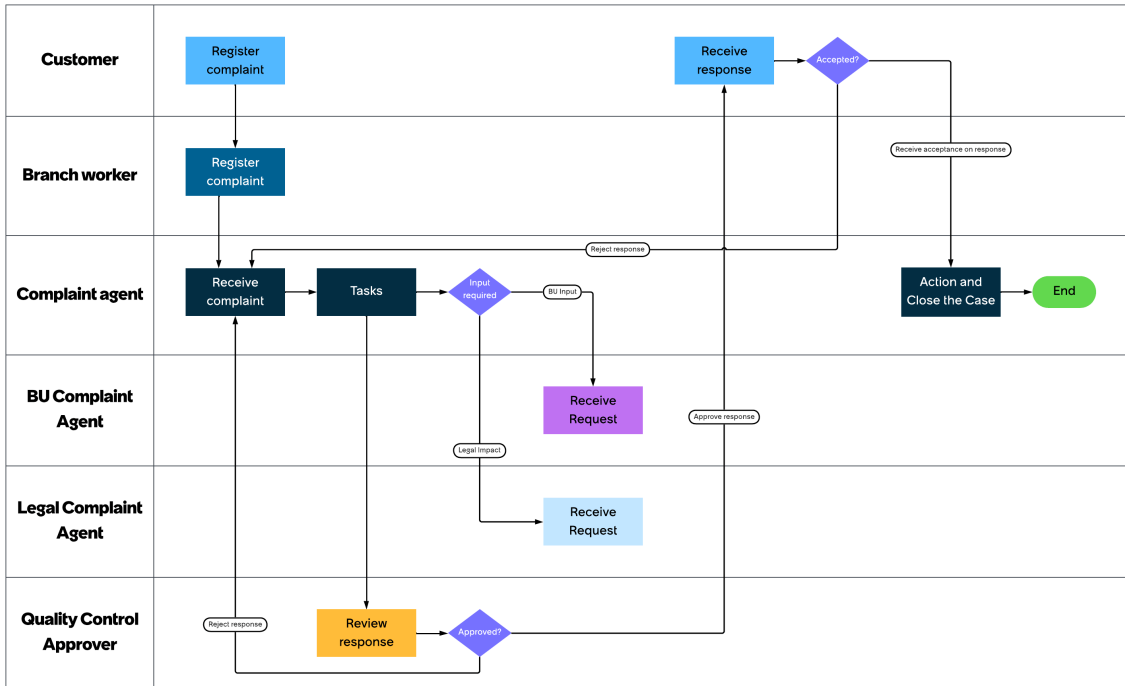 Customer
Register
complaint
Receive
response
Accepted?
Receive acceptance on response
Branch worker
Register
complaint
Reject response
Complaint agent
Receive
complaint
Tasks
Input
required
BU Input
Action and
Close the Case
End
BU Complaint
Agent
Receive
Request
Approve response
Legal Impact
Legal Complaint
Agent
Receive
Request
Quality Control
Approver
Reject response
Review
response
Approved?